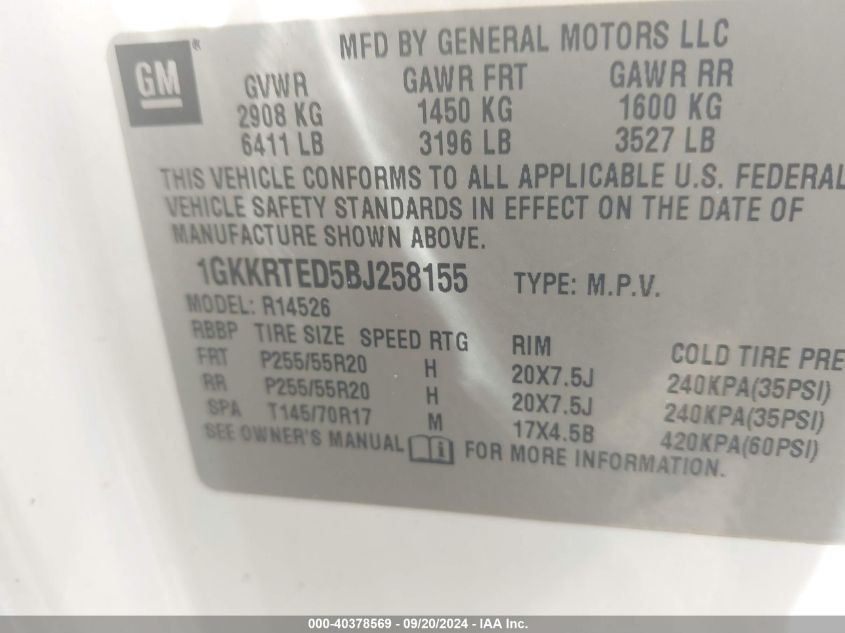 MFD BY GENERAL MOTORS LLC
GM®
GVWR GAWR FRT GAWR RR
2908 KG 1450 KG 1600 KG
6411 LB 3196 LB 3527 LB
THIS VEHICLE CONFORMS TO ALL APPLICABLE U.S. FEDERAL
VEHICLE SAFETY STANDARDS IN EFFECT ON THE DATE OF
MANUFACTURE SHOWN ABOVE.
1GKKRTED5BJ258155 TYPE: M.P.V.
MODEL: R14526
RBBP TIRE SIZE SPEED RTG RIM COLD TIRE PRE
FRT P255/55R20 H 20X7.5J 240KPA(35PSI)
RR P255/55R20 H 20X7.5J 240KPA(35PSI)
SPA T145/70R17 M 17X4.5B 420KPA(60PSI)
SEE OWNER'S MANUAL FOR MORE INFORMATION.
000-40378569 - 09/20/2024 - IAA Inc.